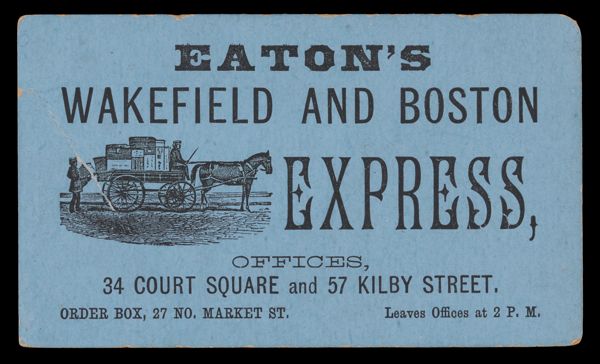 EATON'S
WAKEFIELD AND BOSTON
EXPRESS,
OFFICES,
34 COURT SQUARE and 57 KILBY STREET.
ORDER BOX, 27 NO. MARKET ST. Leaves Offices at 2 P. M.